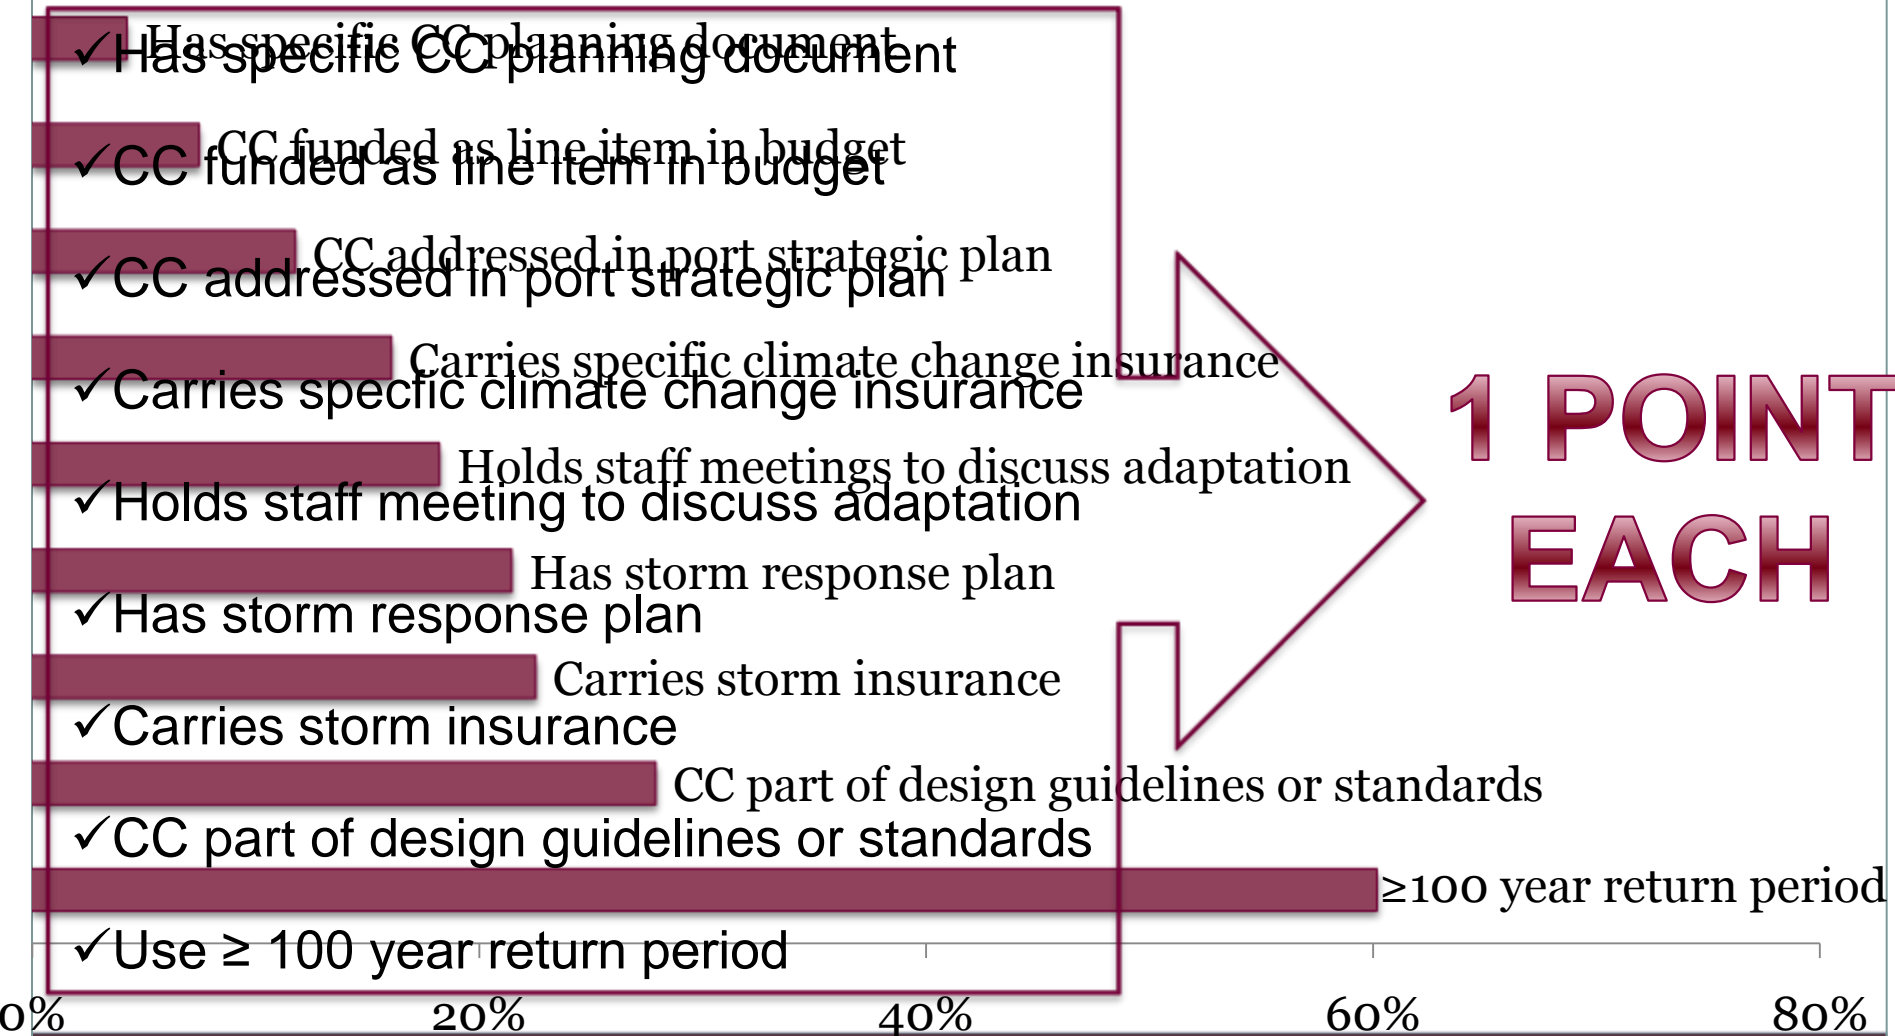 Has specific CC planning document
✓Has specific CC planning document
CC funded as line item in budget
✓CC funded as line item in budget
CC addressed in port strategic plan
✓CC addressed in port strategic plan
Carries specific climate change insurance
✓Carries specfic climate change insurance
Holds staff meetings to discuss adaptation
✓Holds staff meeting to discuss adaptation
Has storm response plan
✓Has storm response plan
Carries storm insurance
✓Carries storm insurance
CC part of design guidelines or standards
✓CC part of design guidelines or standards
≥100 year return period
✓Use ≥ 100 year return period
1 POINT
EACH
0% 20% 40% 60% 80%